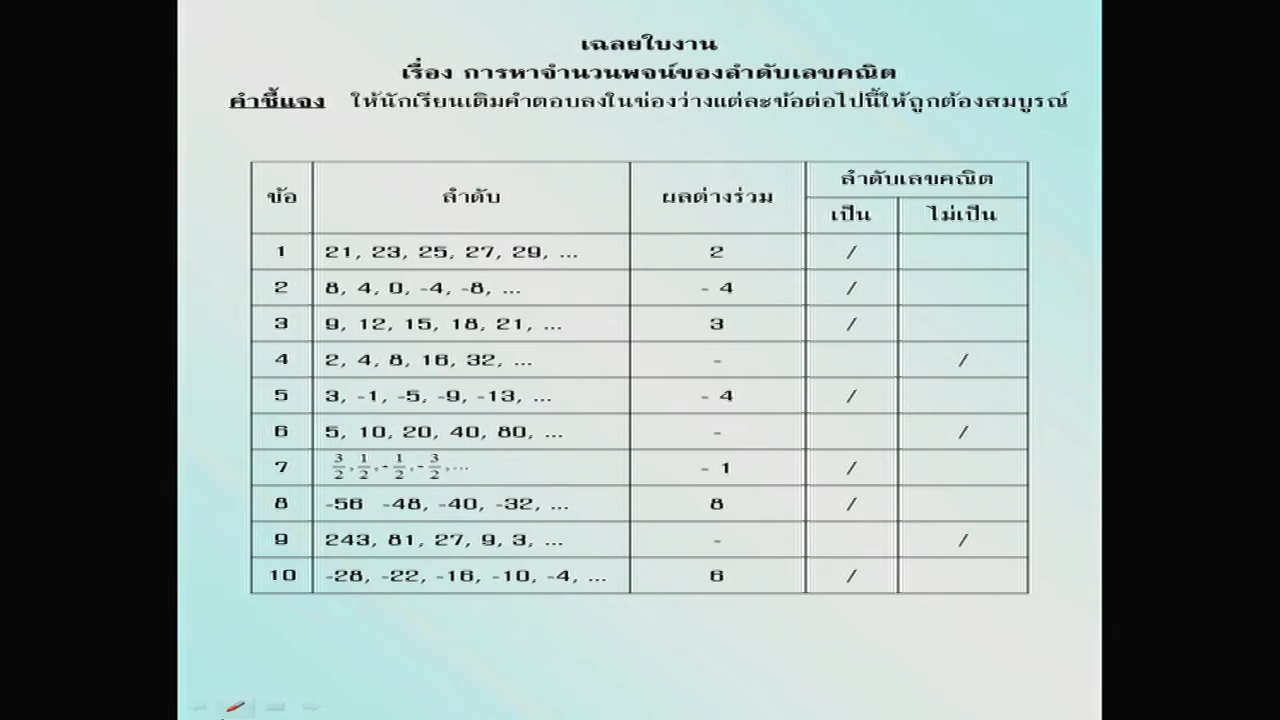 เฉลยใบงาน
เรื่อง การหาจำนวนพจน์ของลำดับเลขคณิต
คำชี้แจง ให้นักเรียนเติมคำตอบลงในช่องว่างแต่ละข้อต่อไปนี้ให้ถูกต้องสมบูรณ์
ข้อ ลำดับ ผลต่างร่วม ลำดับเลขคณิต
เป็น ไม่เป็น
1 21, 23, 25, 27, 29, ... 2 /
2 8, 4, 0, -4, -8, ... - 4 /
3 9, 12, 15, 18, 21, ... 3 /
4 2, 4, 8, 16, 32, ... - /
5 3, -1, -5, -9, -13, ... - 4 /
6 5, 10, 20, 40, 80, ... - /
7 3/2, 1/2, -1/2, -3/2, ... - 1 /
8 -56 -48, -40, -32, ... 8 /
9 243, 81, 27, 9, 3, ... - /
10 -28, -22, -16, -10, -4, ... 6 /